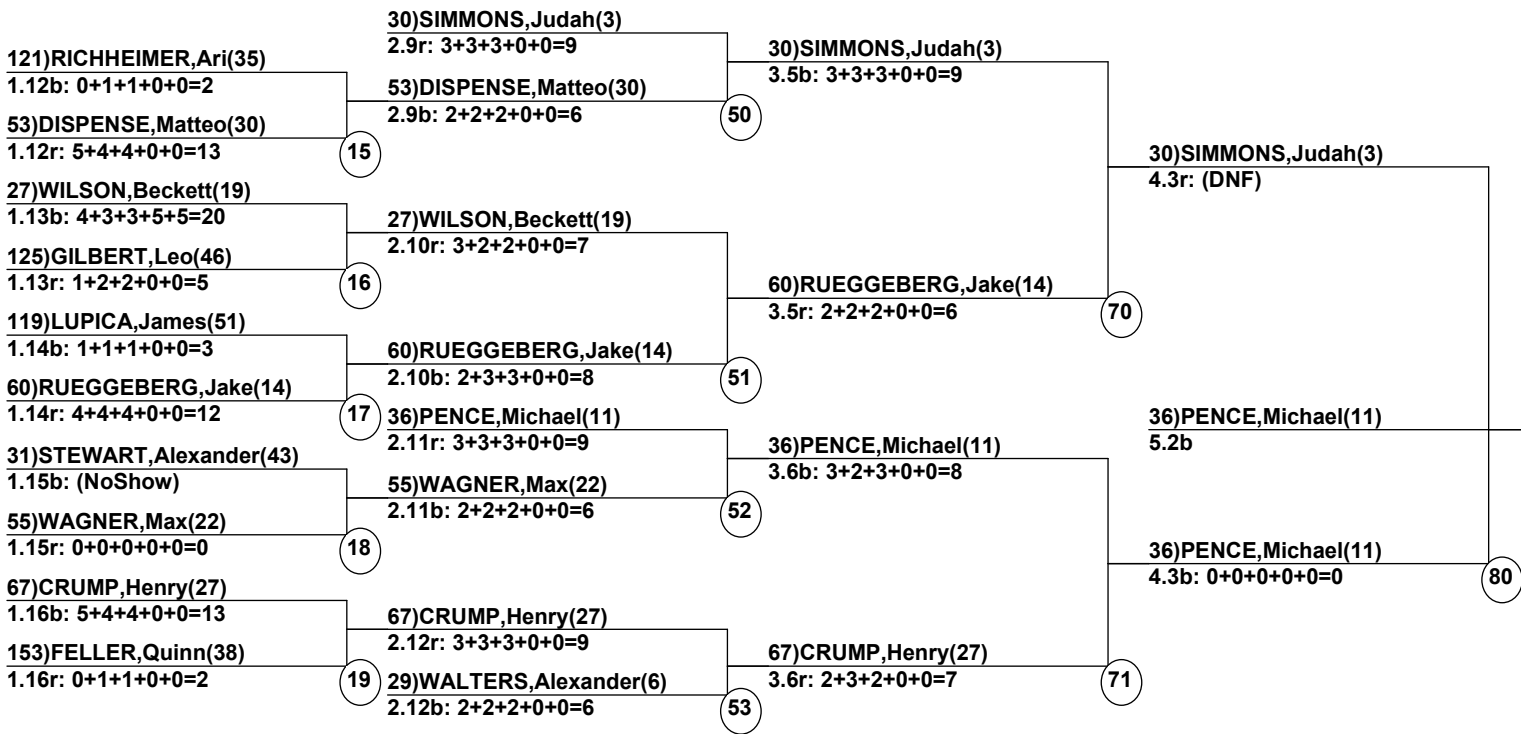 121)RICHHEIMER,Ari(35)
1.12b: 0+1+1+0+0=2
53)DISPENSE,Matteo(30)
1.12r: 5+4+4+0+0=13
15
27)WILSON,Beckett(19)
1.13b: 4+3+3+5+5=20
125)GILBERT,Leo(46)
1.13r: 1+2+2+0+0=5
16
119)LUPICA,James(51)
1.14b: 1+1+1+0+0=3
60)RUEGGEBERG,Jake(14)
1.14r: 4+4+4+0+0=12
17
31)STEWART,Alexander(43)
1.15b: (NoShow)
55)WAGNER,Max(22)
1.15r: 0+0+0+0+0=0
18
67)CRUMP,Henry(27)
1.16b: 5+4+4+0+0=13
153)FELLER,Quinn(38)
1.16r: 0+1+1+0+0=2
19
30)SIMMONS,Judah(3)
2.9r: 3+3+3+0+0=9
53)DISPENSE,Matteo(30)
2.9b: 2+2+2+0+0=6
50
27)WILSON,Beckett(19)
2.10r: 3+2+2+0+0=7
60)RUEGGEBERG,Jake(14)
2.10b: 2+3+3+0+0=8
51
36)PENCE,Michael(11)
2.11r: 3+3+3+0+0=9
55)WAGNER,Max(22)
2.11b: 2+2+2+0+0=6
52
67)CRUMP,Henry(27)
2.12r: 3+3+3+0+0=9
29)WALTERS,Alexander(6)
2.12b: 2+2+2+0+0=6
53
30)SIMMONS,Judah(3)
3.5b: 3+3+3+0+0=9
60)RUEGGEBERG,Jake(14)
3.5r: 2+2+2+0+0=6
70
36)PENCE,Michael(11)
3.6b: 3+2+3+0+0=8
67)CRUMP,Henry(27)
3.6r: 2+3+2+0+0=7
71
30)SIMMONS,Judah(3)
4.3r: (DNF)
36)PENCE,Michael(11)
4.3b: 0+0+0+0+0=0
80
36)PENCE,Michael(11)
5.2b